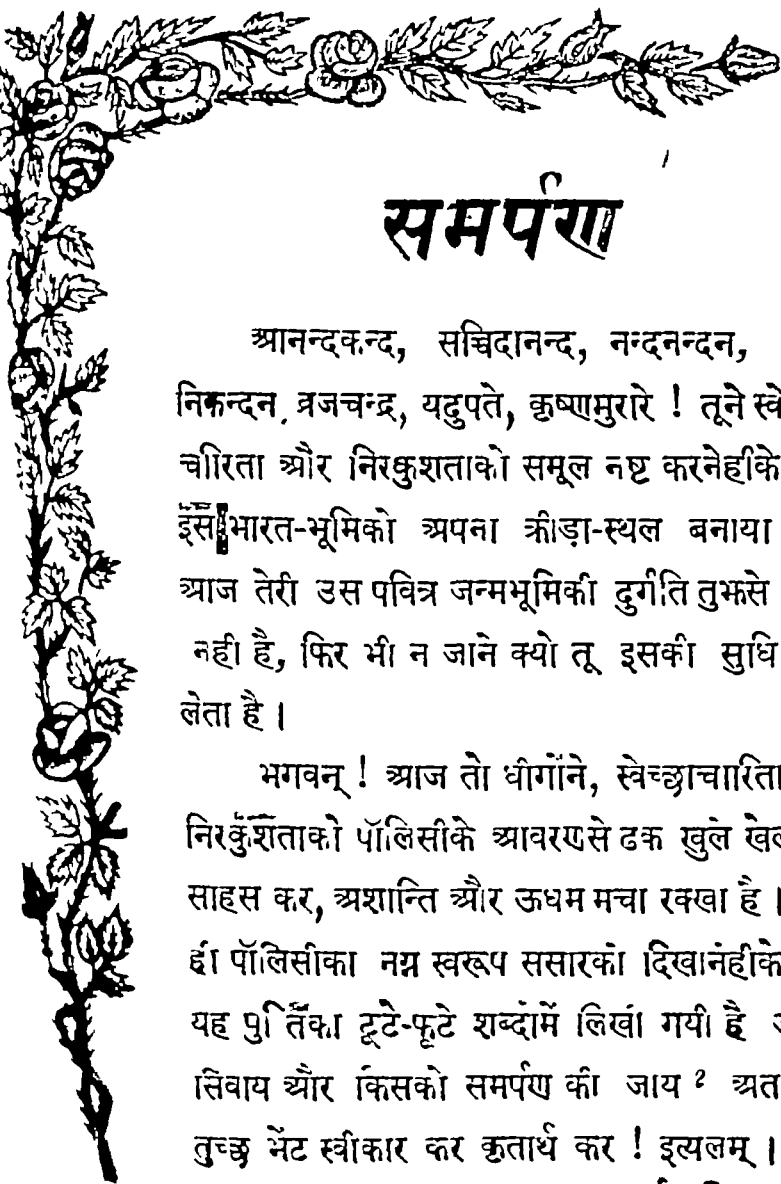 समर्पण
आनन्दकन्द, सच्चिदानन्द, नन्दनन्दन,
निकन्दन, व्रजचन्द्र, यदुपते, कृष्णमुरारे ! तूने स्वे
चारिता और निरकुशताको समूल नष्ट करनेहीके
इस भारत-भूमिको अपना क्रीड़ा-स्थल बनाया
आज तेरी उस पवित्र जन्मभूमिकी दुर्गति तुझसे
नही है, फिर भी न जाने क्यो तू इसकी सुधि
लेता है ।
भगवन् ! आज तो धीगोंने, स्वेच्छाचारिता
निरकुंशताको पॉलिसीके आवरणसे ढक खुले खेल
साहस कर, अशान्ति और ऊधम मचा रक्खा है ।
ही पॉलिसीका नग्न स्वरूप ससारको दिखानेहीके
यह टूटे-फूटे शब्दोमें लिखी गयी है
सिवाय और किसको समर्पण की जाय ? अत
तुच्छ भेंट स्वीकार कर कृतार्थ कर ! इत्यलम् ।